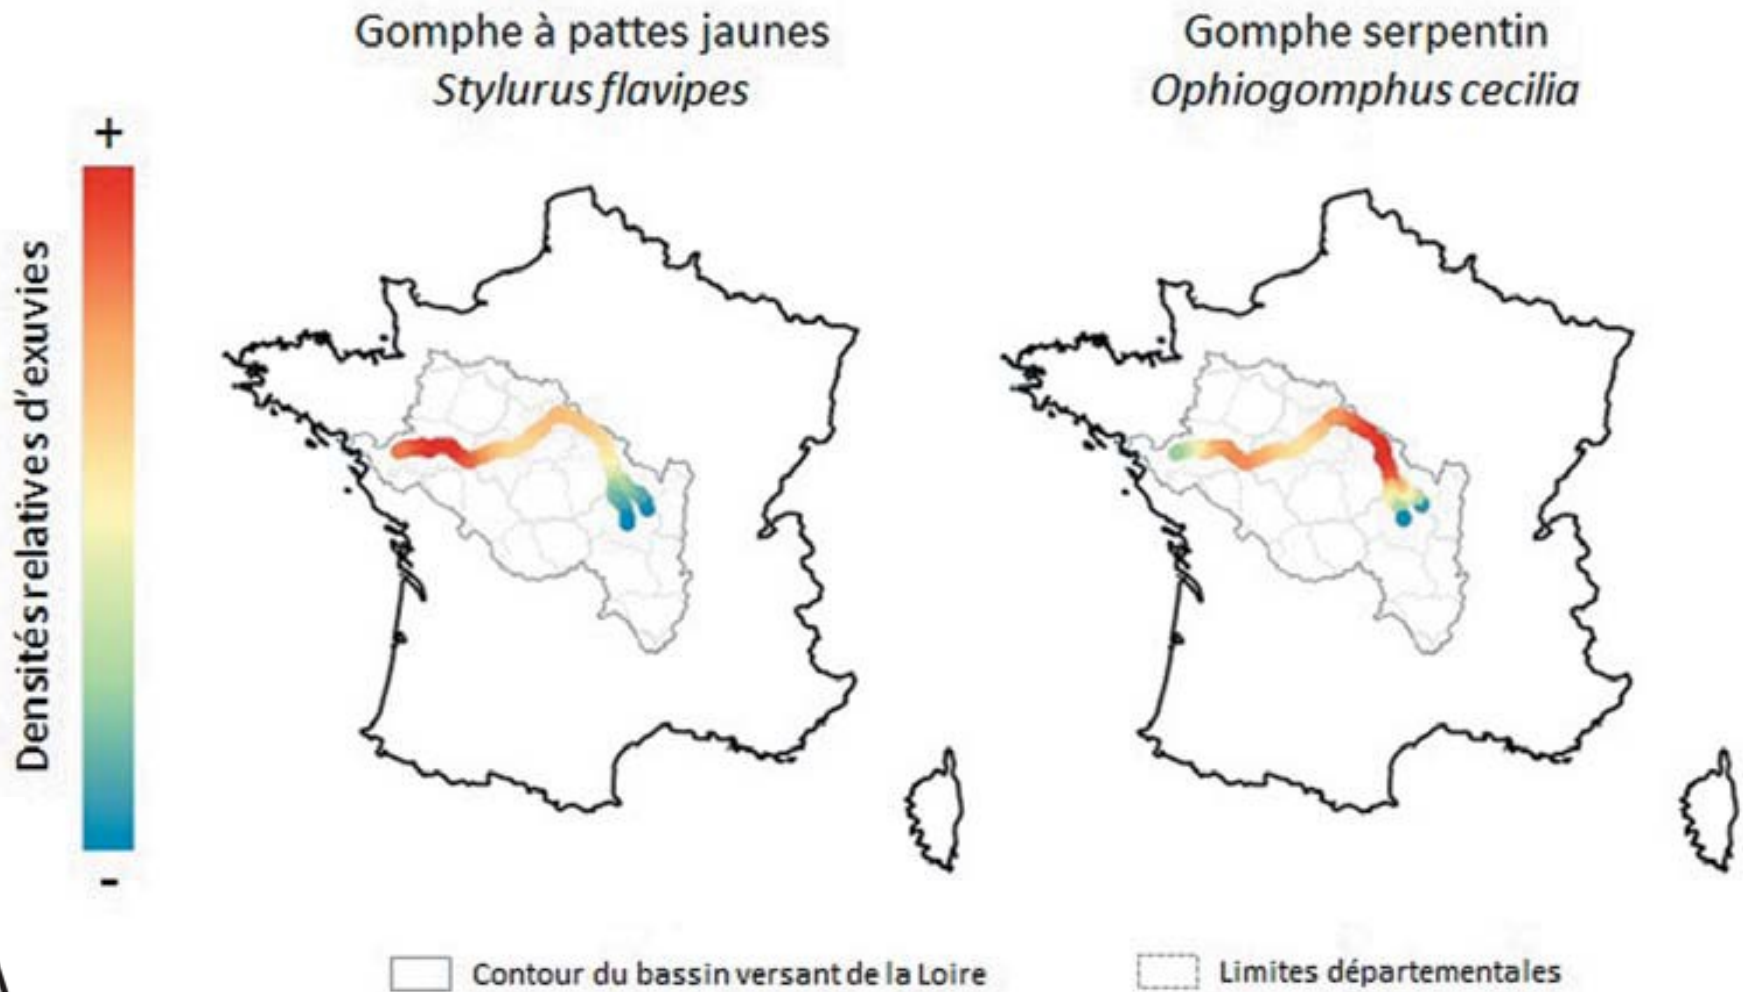 Gomphe à pattes jaunes
Stylurus flavipes
Gomphe serpentin
Ophiogomphus cecilia
+
Densités relatives d'exuvies
-
Contour du bassin versant de la Loire
Limites départementales